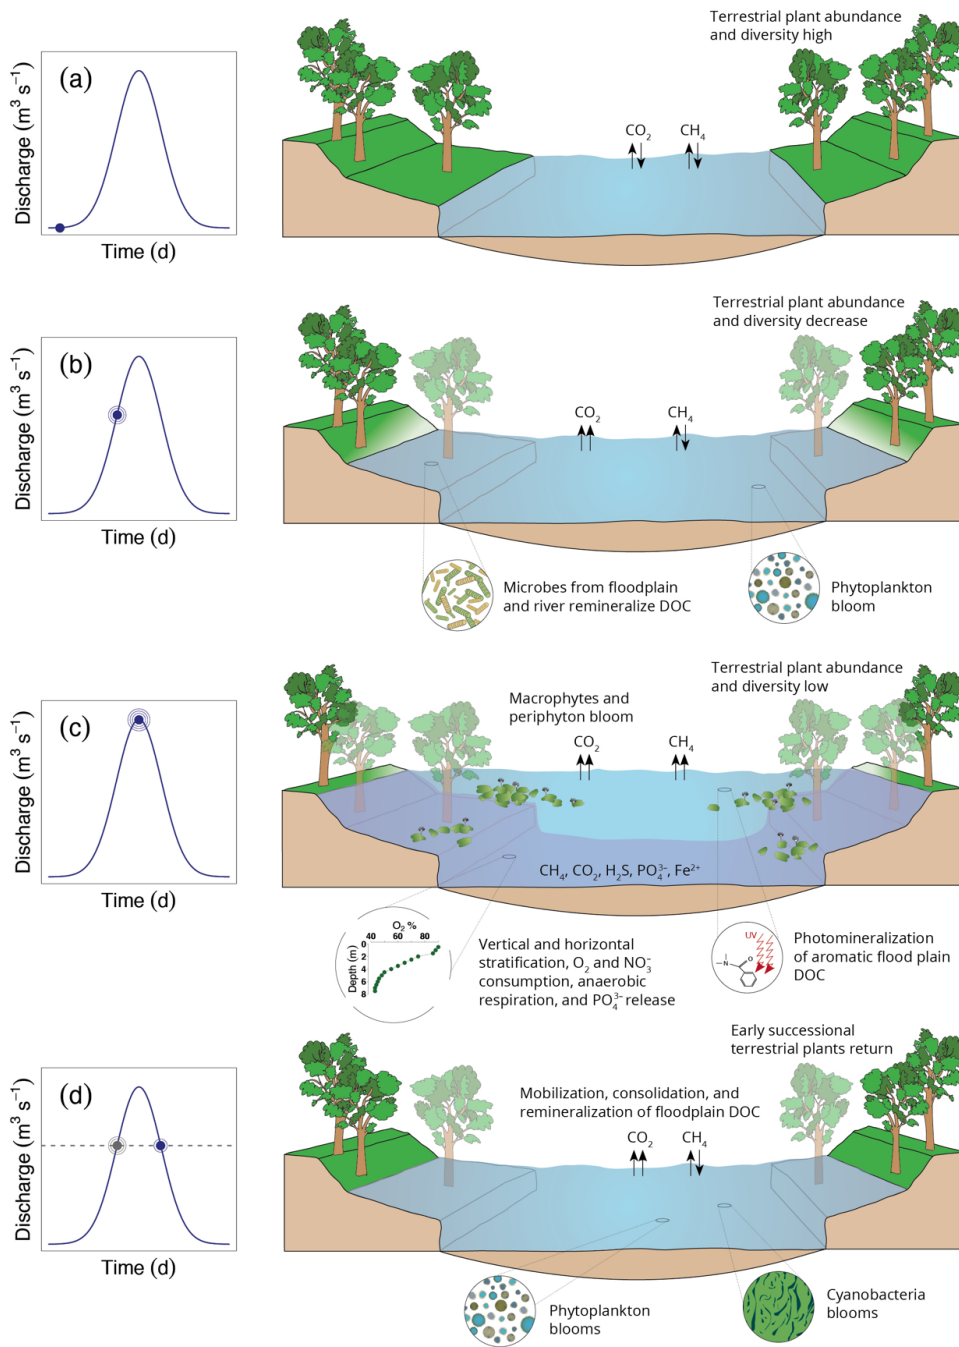 (a)
Discharge (m³ s⁻¹)
Time (d)
Terrestrial plant abundance
and diversity high
CO₂
CH₄
(b)
Discharge (m³ s⁻¹)
Time (d)
Terrestrial plant abundance
and diversity decrease
CO₂
CH₄
Microbes from floodplain
and river remineralize DOC
Phytoplankton
bloom
(c)
Discharge (m³ s⁻¹)
Time (d)
Terrestrial plant abundance
and diversity low
Macrophytes and
periphyton bloom
CO₂
CH₄
CH₄, CO₂, H₂S, PO₄³⁻, Fe²⁺
O₂ %
40 60 80
Depth (m)
0
2
4
6
8
Vertical and horizontal
stratification, O₂ and NO₃⁻
consumption, anaerobic
respiration, and PO₄³⁻ release
UV
N
O
Photomineralization
of aromatic flood plain
DOC
(d)
Discharge (m³ s⁻¹)
Time (d)
Early successional
terrestrial plants return
Mobilization, consolidation, and
remineralization of floodplain DOC
CO₂
CH₄
Phytoplankton
blooms
Cyanobacteria
blooms